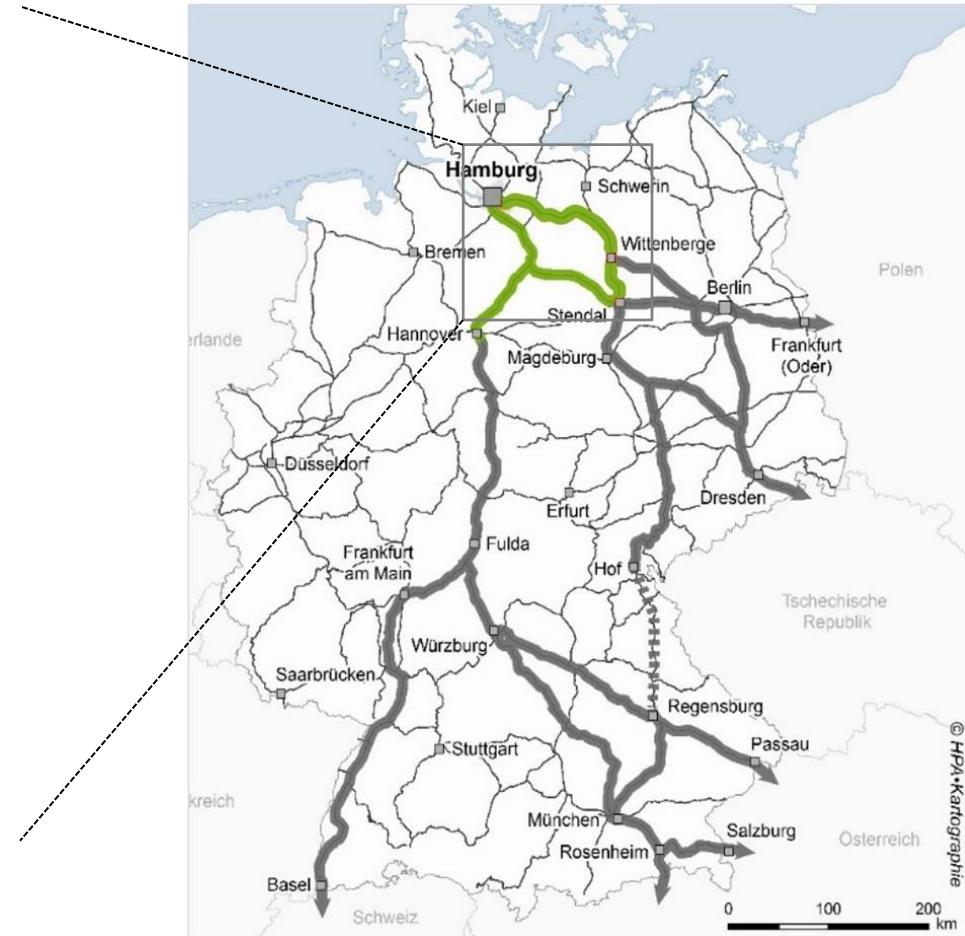 Kiel
Hamburg
Schwerin
Bremen
Wittenberge
Polen
Berlin
Stendal
Hannover
erlande
Frankfurt
(Oder)
Magdeburg
Düsseldorf
Dresden
Erfurt
Fulda
Frankfurt
am Main
Hof
Tschechische
Republik
Würzburg
Saarbrücken
Regensburg
Stuttgart
Passau
kreich
München
Salzburg
Österreich
Rosenheim
Basel
Schweiz
0 100 200
km
© HPA•Kartographie